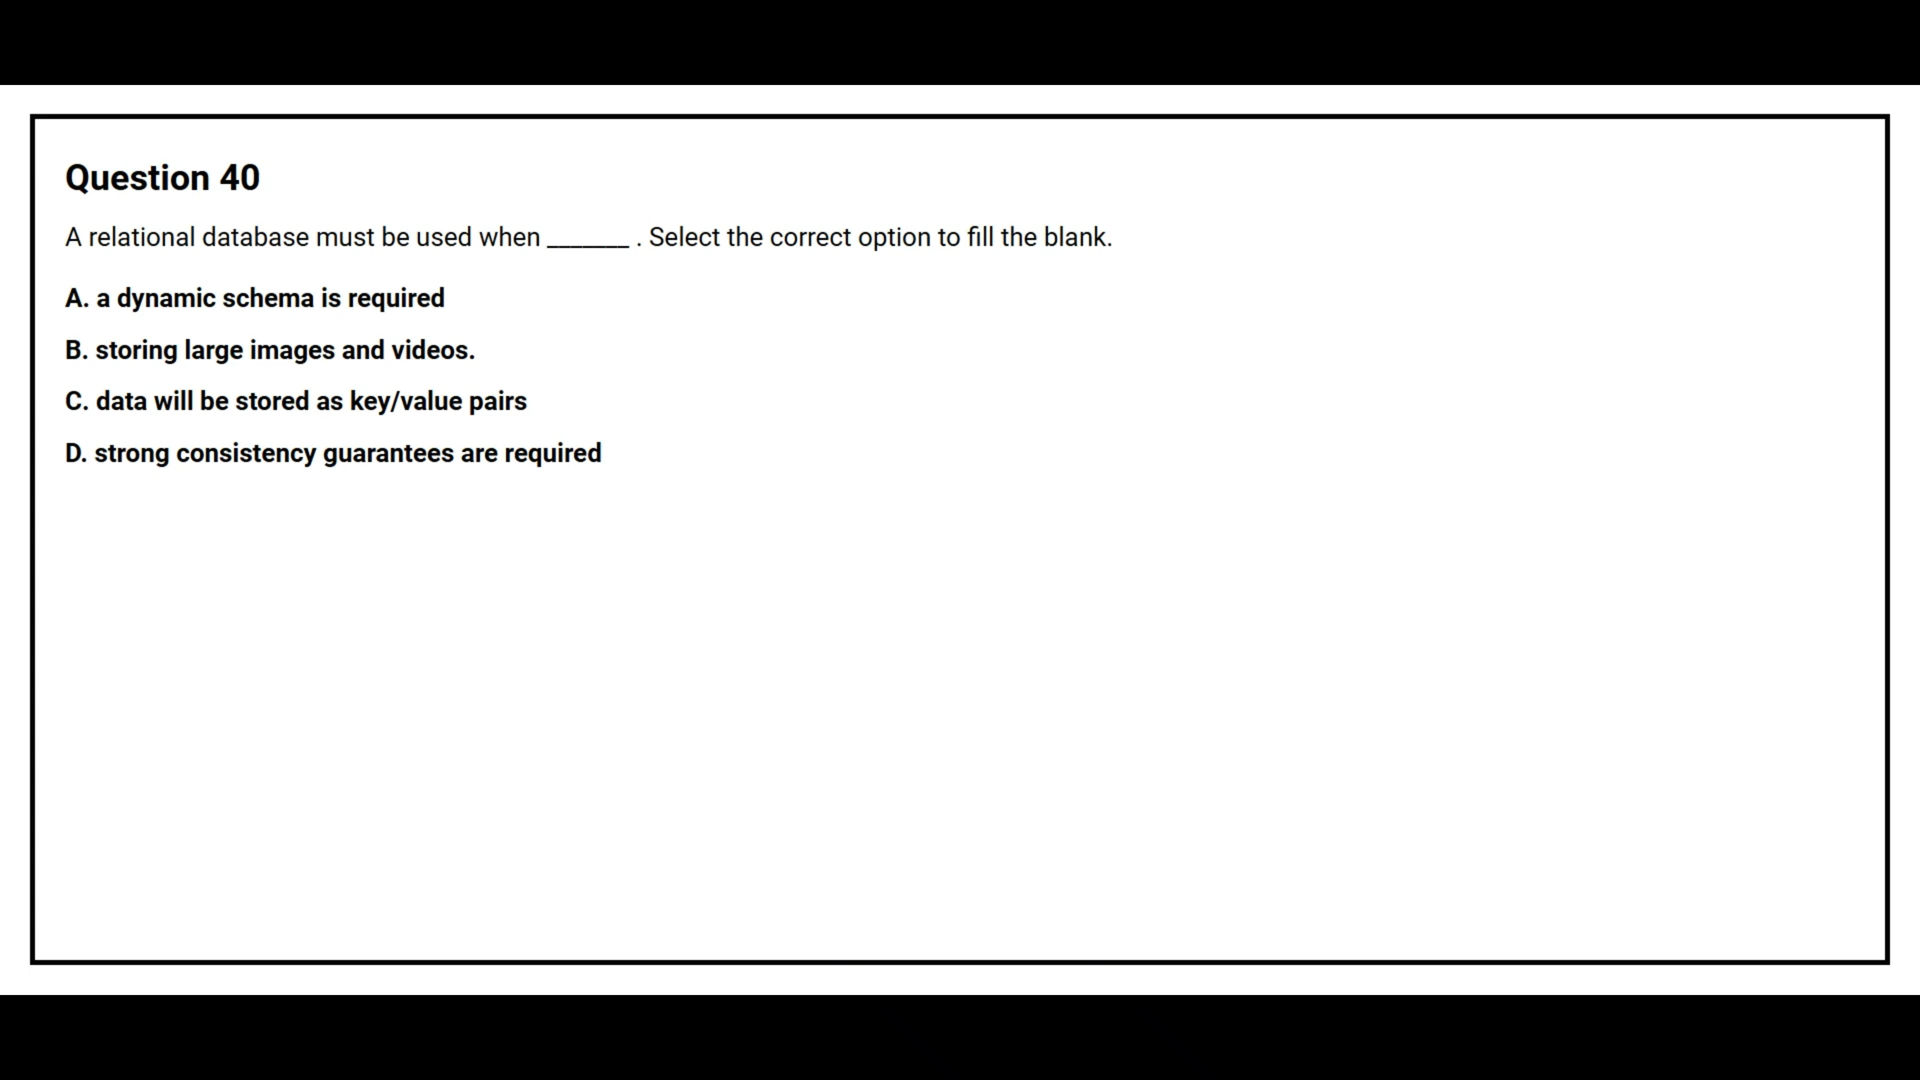 Question 40
A relational database must be used when _______ . Select the correct option to fill the blank.
A. a dynamic schema is required
B. storing large images and videos.
C. data will be stored as key/value pairs
D. strong consistency guarantees are required